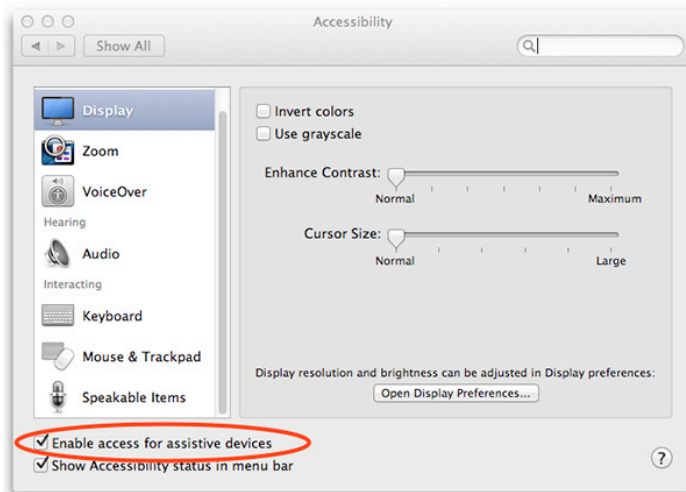 Accessibility
Show All
Display
Zoom
VoiceOver
Hearing
Audio
Interacting
Keyboard
Mouse & Trackpad
Speakable Items
Invert colors
Use grayscale
Enhance Contrast:
Normal Maximum
Cursor Size:
Normal Large
Display resolution and brightness can be adjusted in Display preferences:
Open Display Preferences...
Enable access for assistive devices
Show Accessibility status in menu bar
?